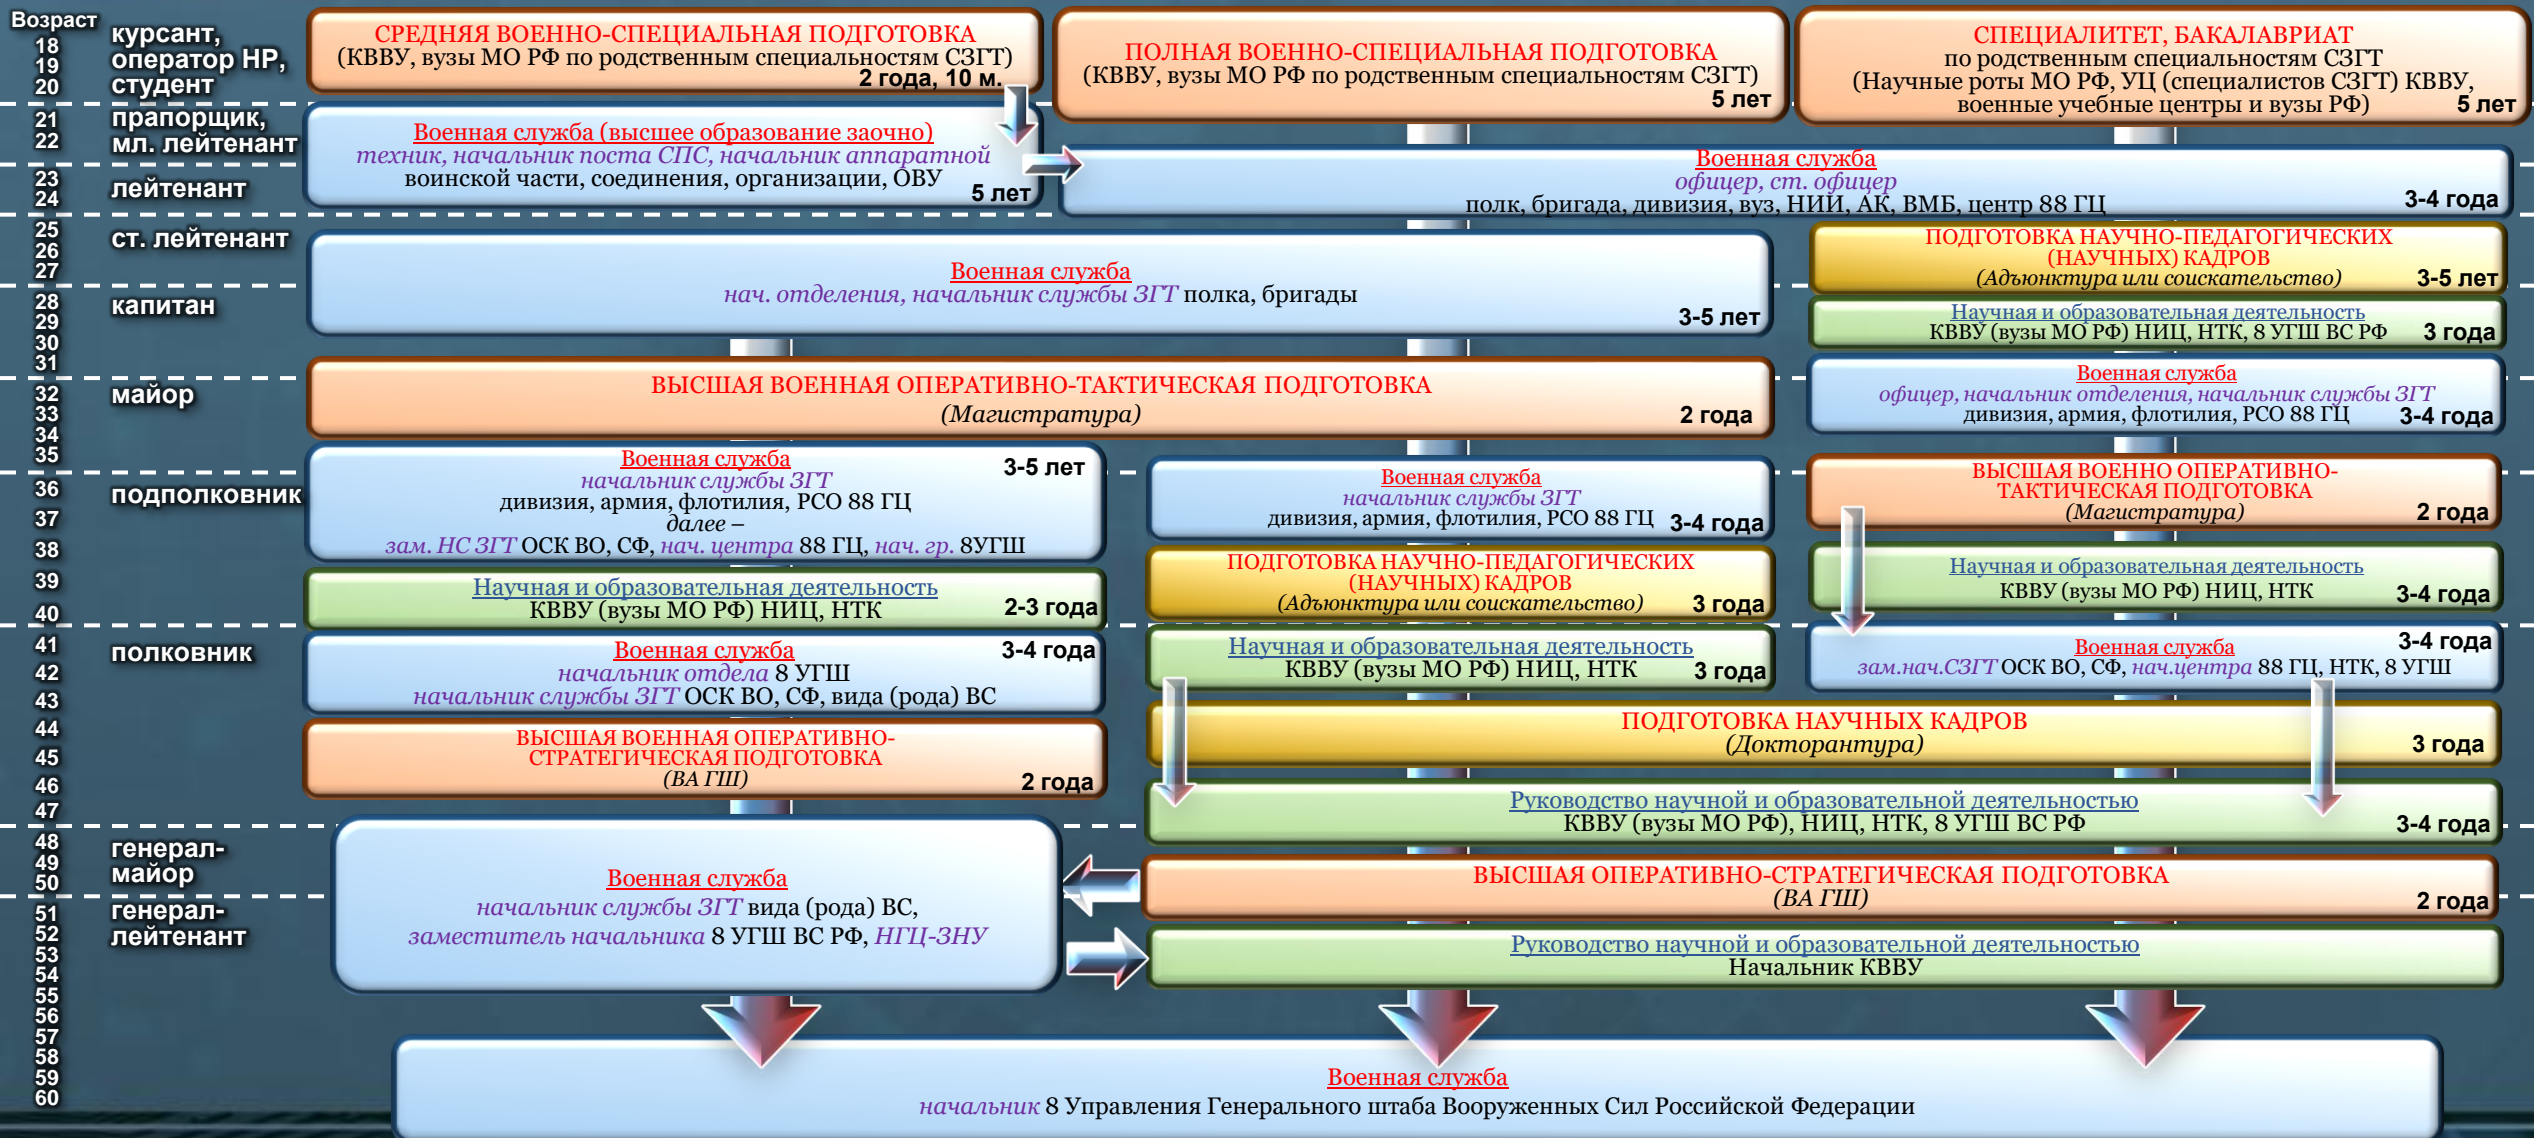 Возраст
18
19
20
21
22
23
24
25
26
27
28
29
30
31
32
33
34
35
36
37
38
39
40
41
42
43
44
45
46
47
48
49
50
51
52
53
54
55
56
57
58
59
60
курсант,
оператор НР,
студент
прапорщик,
мл. лейтенант
лейтенант
ст. лейтенант
капитан
майор
подполковник
полковник
генерал-
майор
генерал-
лейтенант
СРЕДНЯЯ ВОЕННО-СПЕЦИАЛЬНАЯ ПОДГОТОВКА
(КВВУ, вузы МО РФ по родственным специальностям СЗГТ)
2 года, 10 м.
ПОЛНАЯ ВОЕННО-СПЕЦИАЛЬНАЯ ПОДГОТОВКА
(КВВУ, вузы МО РФ по родственным специальностям СЗГТ)
5 лет
СПЕЦИАЛИТЕТ, БАКАЛАВРИАТ
по родственным специальностям СЗГТ
(Научные роты МО РФ, УЦ (специалистов СЗГТ) КВВУ,
военные учебные центры и вузы РФ)
5 лет
Военная служба (высшее образование заочно)
техник, начальник поста СПС, начальник аппаратной
воинской части, соединения, организации, ОВУ
5 лет
Военная служба
офицер, ст. офицер
полк, бригада, дивизия, вуз, НИИ, АК, ВМБ, центр 88 ГЦ
3-4 года
Военная служба
нач. отделения, начальник службы ЗГТ полка, бригады
3-5 лет
ПОДГОТОВКА НАУЧНО-ПЕДАГОГИЧЕСКИХ
(НАУЧНЫХ) КАДРОВ
(Адъюнктура или соискательство)
3-5 лет
Научная и образовательная деятельность
КВВУ (вузы МО РФ) НИЦ, НТК, 8 УГШ ВС РФ
3 года
ВЫСШАЯ ВОЕННАЯ ОПЕРАТИВНО-ТАКТИЧЕСКАЯ ПОДГОТОВКА
(Магистратура)
2 года
Военная служба
офицер, начальник отделения, начальник службы ЗГТ
дивизия, армия, флотилия, РСО 88 ГЦ
3-4 года
Военная служба
3-5 лет
начальник службы ЗГТ
дивизия, армия, флотилия, РСО 88 ГЦ
далее –
зам. НС ЗГТ ОСК ВО, СФ, нач. центра 88 ГЦ, нач. гр. 8УГШ
Военная служба
начальник службы ЗГТ
дивизия, армия, флотилия, РСО 88 ГЦ
3-4 года
ВЫСШАЯ ВОЕННО ОПЕРАТИВНО-
ТАКТИЧЕСКАЯ ПОДГОТОВКА
(Магистратура)
2 года
Научная и образовательная деятельность
КВВУ (вузы МО РФ) НИЦ, НТК
2-3 года
ПОДГОТОВКА НАУЧНО-ПЕДАГОГИЧЕСКИХ
(НАУЧНЫХ) КАДРОВ
(Адъюнктура или соискательство)
3 года
Научная и образовательная деятельность
КВВУ (вузы МО РФ) НИЦ, НТК
3-4 года
Военная служба
3-4 года
начальник отдела 8 УГШ
начальник службы ЗГТ ОСК ВО, СФ, вида (рода) ВС
Научная и образовательная деятельность
КВВУ (вузы МО РФ) НИЦ, НТК
3 года
Военная служба
3-4 года
зам.нач.СЗГТ ОСК ВО, СФ, нач.центра 88 ГЦ, НТК, 8 УГШ
ВЫСШАЯ ВОЕННАЯ ОПЕРАТИВНО-
СТРАТЕГИЧЕСКАЯ ПОДГОТОВКА
(ВА ГШ)
2 года
ПОДГОТОВКА НАУЧНЫХ КАДРОВ
(Докторантура)
3 года
Руководство научной и образовательной деятельностью
КВВУ (вузы МО РФ), НИЦ, НТК, 8 УГШ ВС РФ
3-4 года
Военная служба
начальник службы ЗГТ вида (рода) ВС,
заместитель начальника 8 УГШ ВС РФ, НГЦ-ЗНУ
ВЫСШАЯ ОПЕРАТИВНО-СТРАТЕГИЧЕСКАЯ ПОДГОТОВКА
(ВА ГШ)
2 года
Руководство научной и образовательной деятельностью
Начальник КВВУ
Военная служба
начальник 8 Управления Генерального штаба Вооруженных Сил Российской Федерации